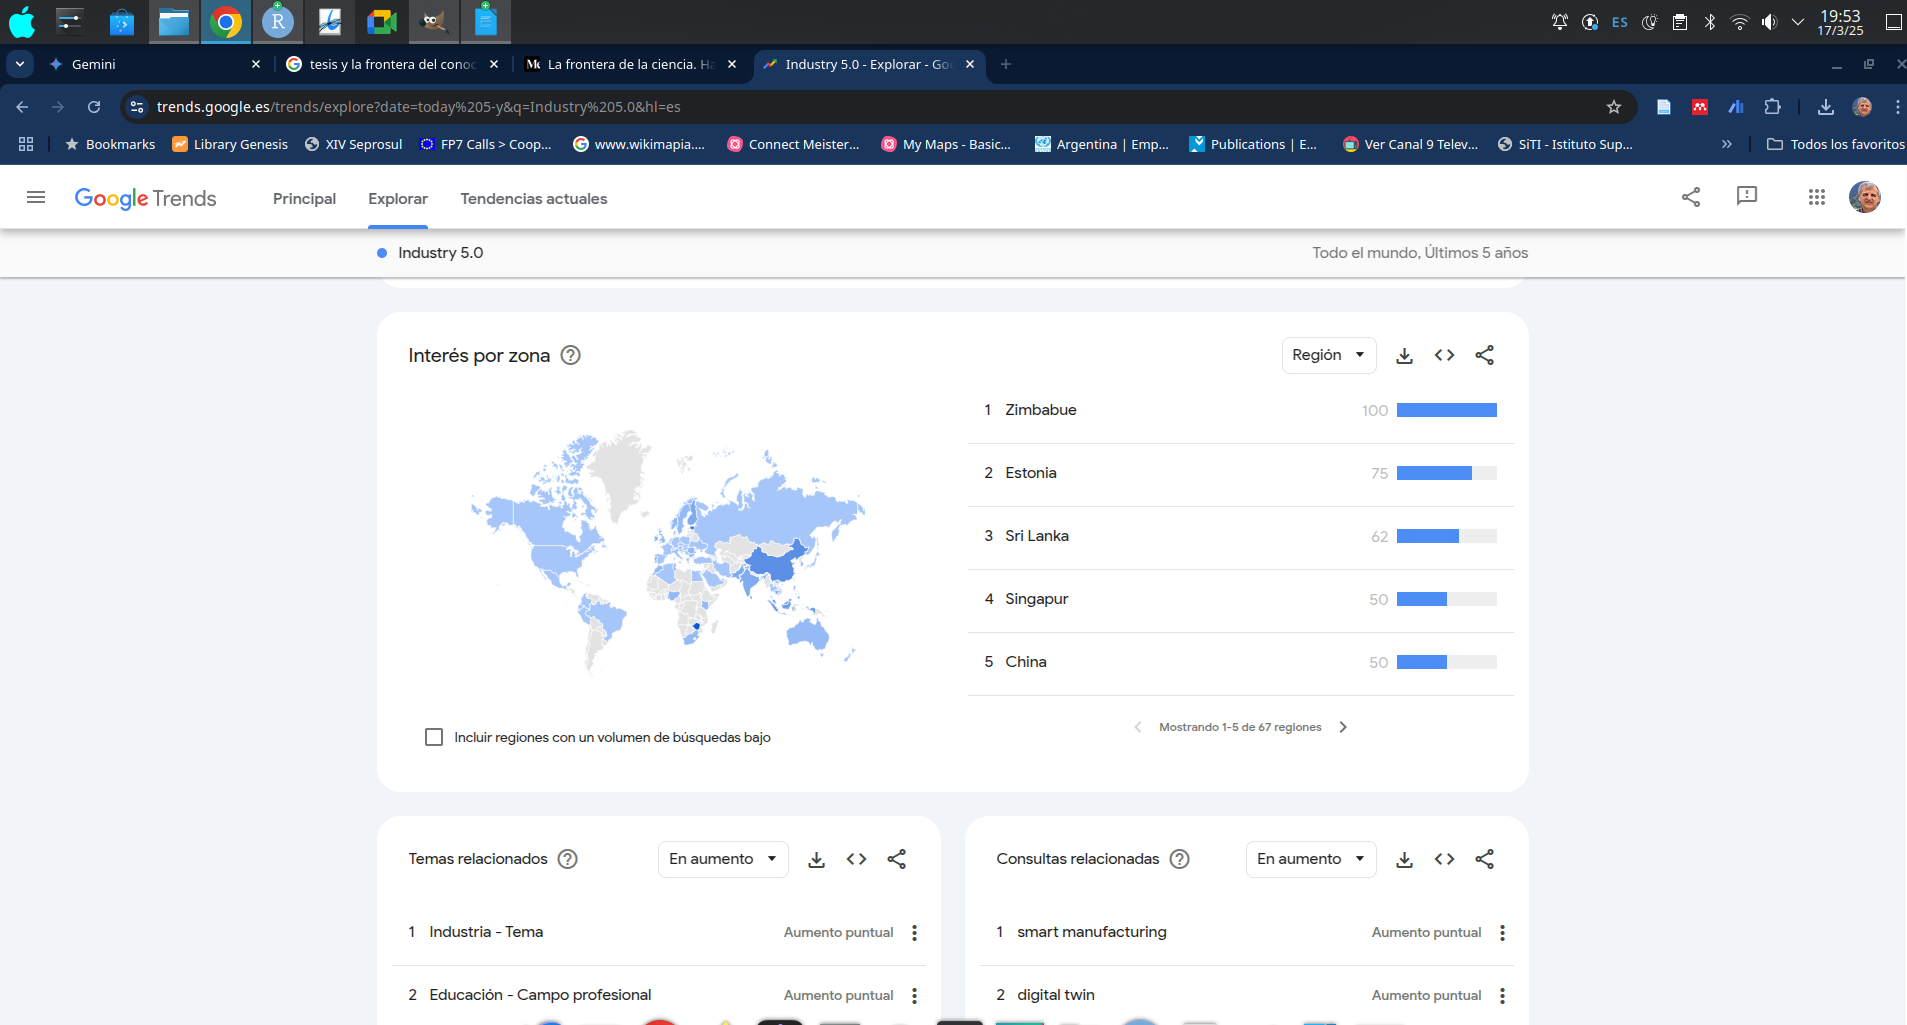 ES
19:53
17/3/25
Gemini
tesis y la frontera del cono
La frontera de la ciencia. Ha
Industry 5.0 - Explorar - Goo
trends.google.es/trends/explore?date=today%205-y&q=Industry%205.0&hl=es
Bookmarks
Library Genesis
XIV Seprosul
FP7 Calls > Coop...
www.wikimapia....
Connect Meister...
My Maps - Basic...
Argentina | Emp...
Publications | E...
Ver Canal 9 Telev...
SiTI - Istituto Sup...
»
Todos los favoritos
Google Trends
Principal
Explorar
Tendencias actuales
Industry 5.0
Todo el mundo, Últimos 5 años
Interés por zona
Región
1 Zimbabue 100
2 Estonia 75
3 Sri Lanka 62
4 Singapur 50
5 China 50
Incluir regiones con un volumen de búsquedas bajo
Mostrando 1-5 de 67 regiones
Temas relacionados
En aumento
1 Industria - Tema Aumento puntual
2 Educación - Campo profesional Aumento puntual
Consultas relacionadas
En aumento
1 smart manufacturing Aumento puntual
2 digital twin Aumento puntual